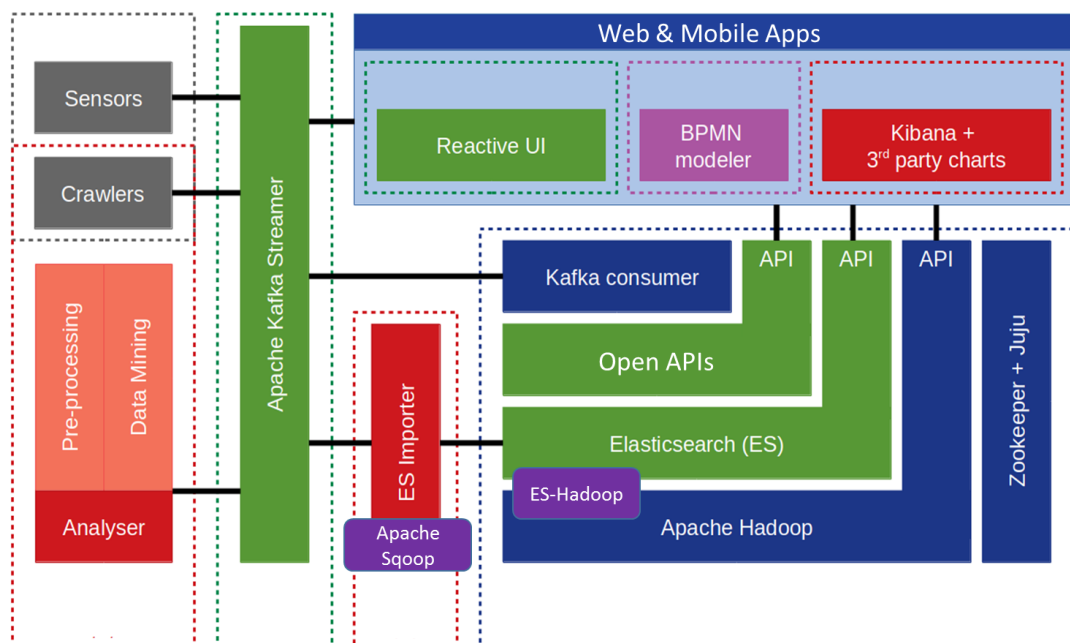 Web & Mobile Apps
Sensors
Crawlers
Pre-processing
Data Mining
Analyser
Apache Kafka Streamer
Reactive UI
BPMN
modeler
Kibana +
3rd party charts
Kafka consumer
API
API
API
Open APIs
Elasticsearch (ES)
ES-Hadoop
Apache Hadoop
Zookeeper + Juju
ES Importer
Apache
Sqoop